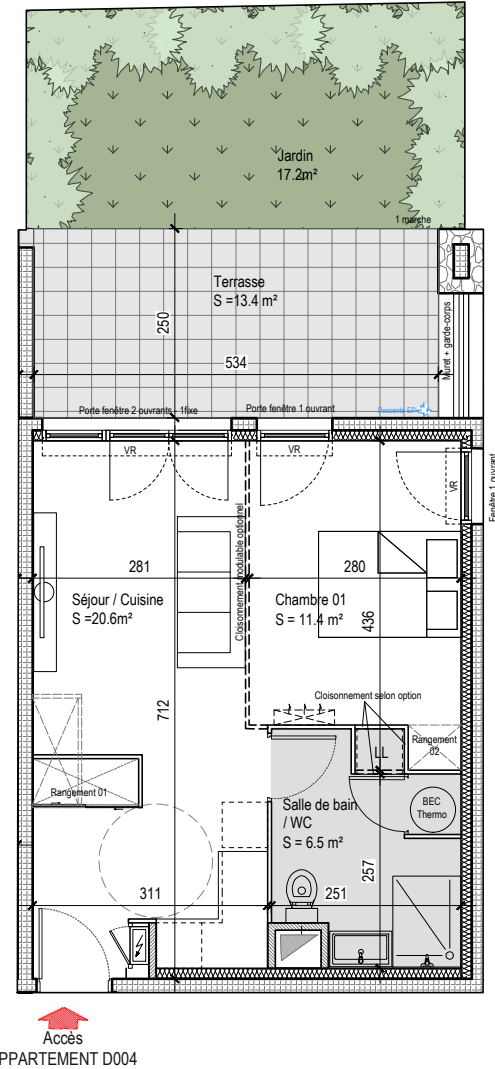 Jardin
17.2m²
1 marche
Terrasse
S =13.4 m²
250
534
Muret + garde-corps
Descente EP
Porte fenêtre 2 ouvrants - 1fixe
Porte fenêtre 1 ouvrant
VR
VR
VR
Fenêtre 1 ouvrant
281
280
Séjour / Cuisine
S =20.6m²
Cloisonnement modulable optionnel
Chambre 01
S = 11.4 m²
436
712
Cloisonnement selon option
LL
Rangement
02
Rangement 01
Salle de bain
/ WC
S = 6.5 m²
BEC
Thermo
257
311
251
Accès
PPARTEMENT D004